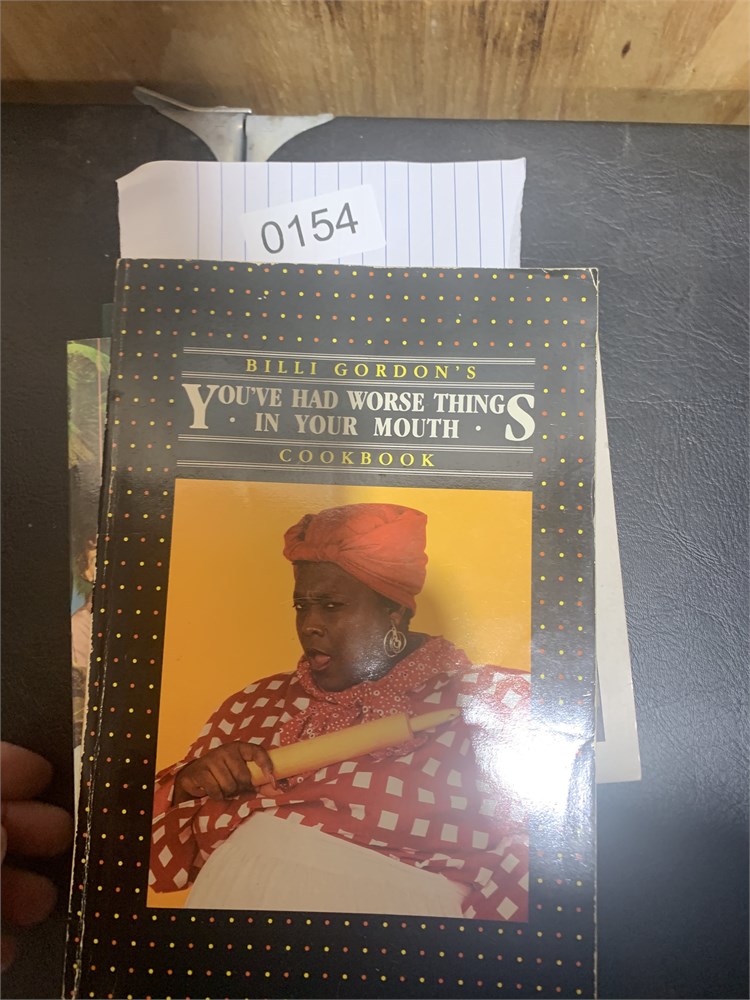 0154
BILLI GORDON'S
YOU'VE HAD WORSE THINGS
· IN YOUR MOUTH ·
COOKBOOK